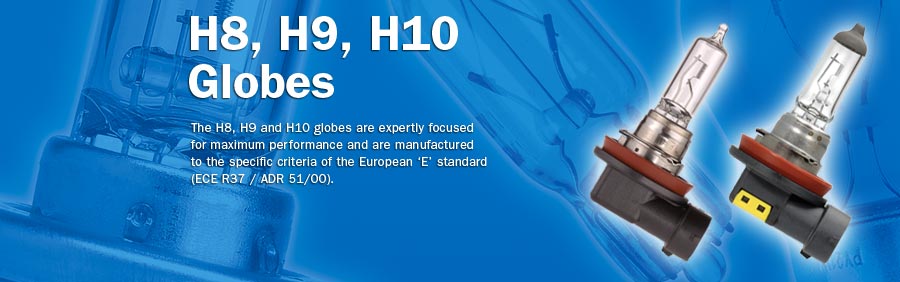 H8, H9, H10
Globes
The H8, H9 and H10 globes are expertly focused
for maximum performance and are manufactured
to the specific criteria of the European ‘E’ standard
(ECE R37 / ADR 51/00).